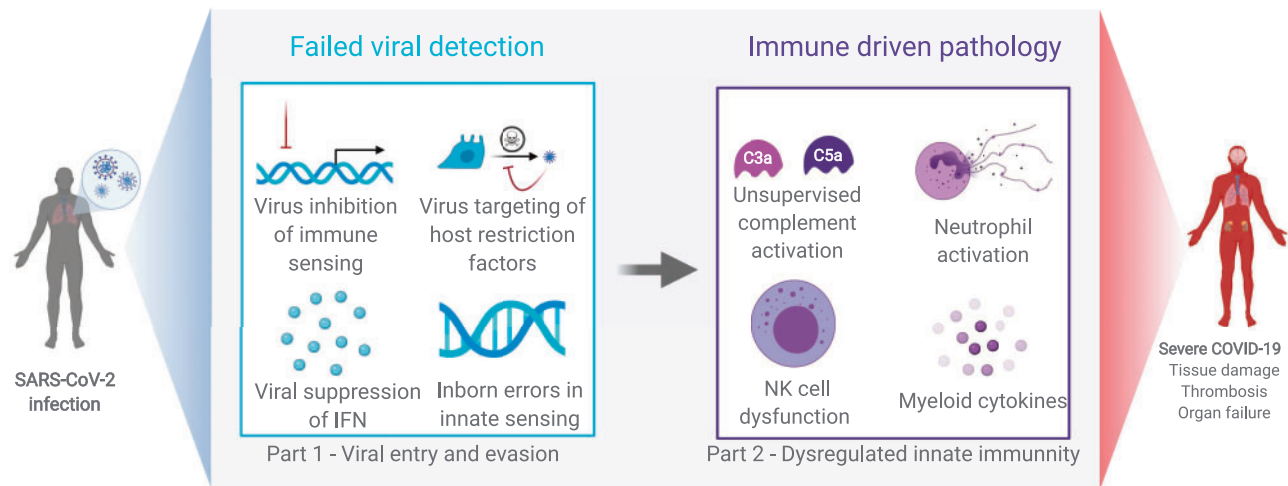 Failed viral detection
Immune driven pathology
Virus inhibition
of immune
sensing
Virus targeting of
host restriction
factors
Viral suppression
of IFN
Inborn errors in
innate sensing
Part 1 - Viral entry and evasion
C3a
C5a
Unsupervised
complement
activation
Neutrophil
activation
NK cell
dysfunction
Myeloid cytokines
Part 2 - Dysregulated innate immunnity
SARS-CoV-2
infection
Severe COVID-19
Tissue damage
Thrombosis
Organ failure